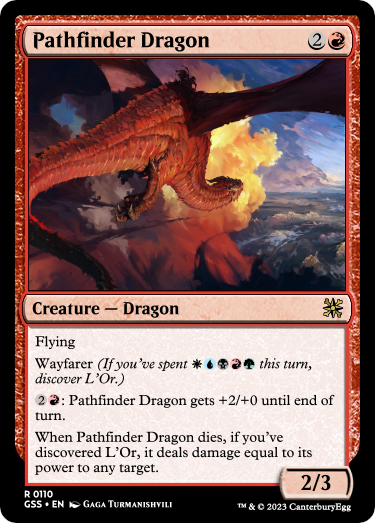 Pathfinder Dragon 2
Creature — Dragon
Flying
Wayfarer (If you've spent this turn,
discover L'Or.)
2 : Pathfinder Dragon gets +2/+0 until end of
turn.
When Pathfinder Dragon dies, if you've
discovered L'Or, it deals damage equal to its
power to any target.
2/3
R 0110
GSS • EN Gaga Turmanishvili
™ & © 2023 CanterburyEgg